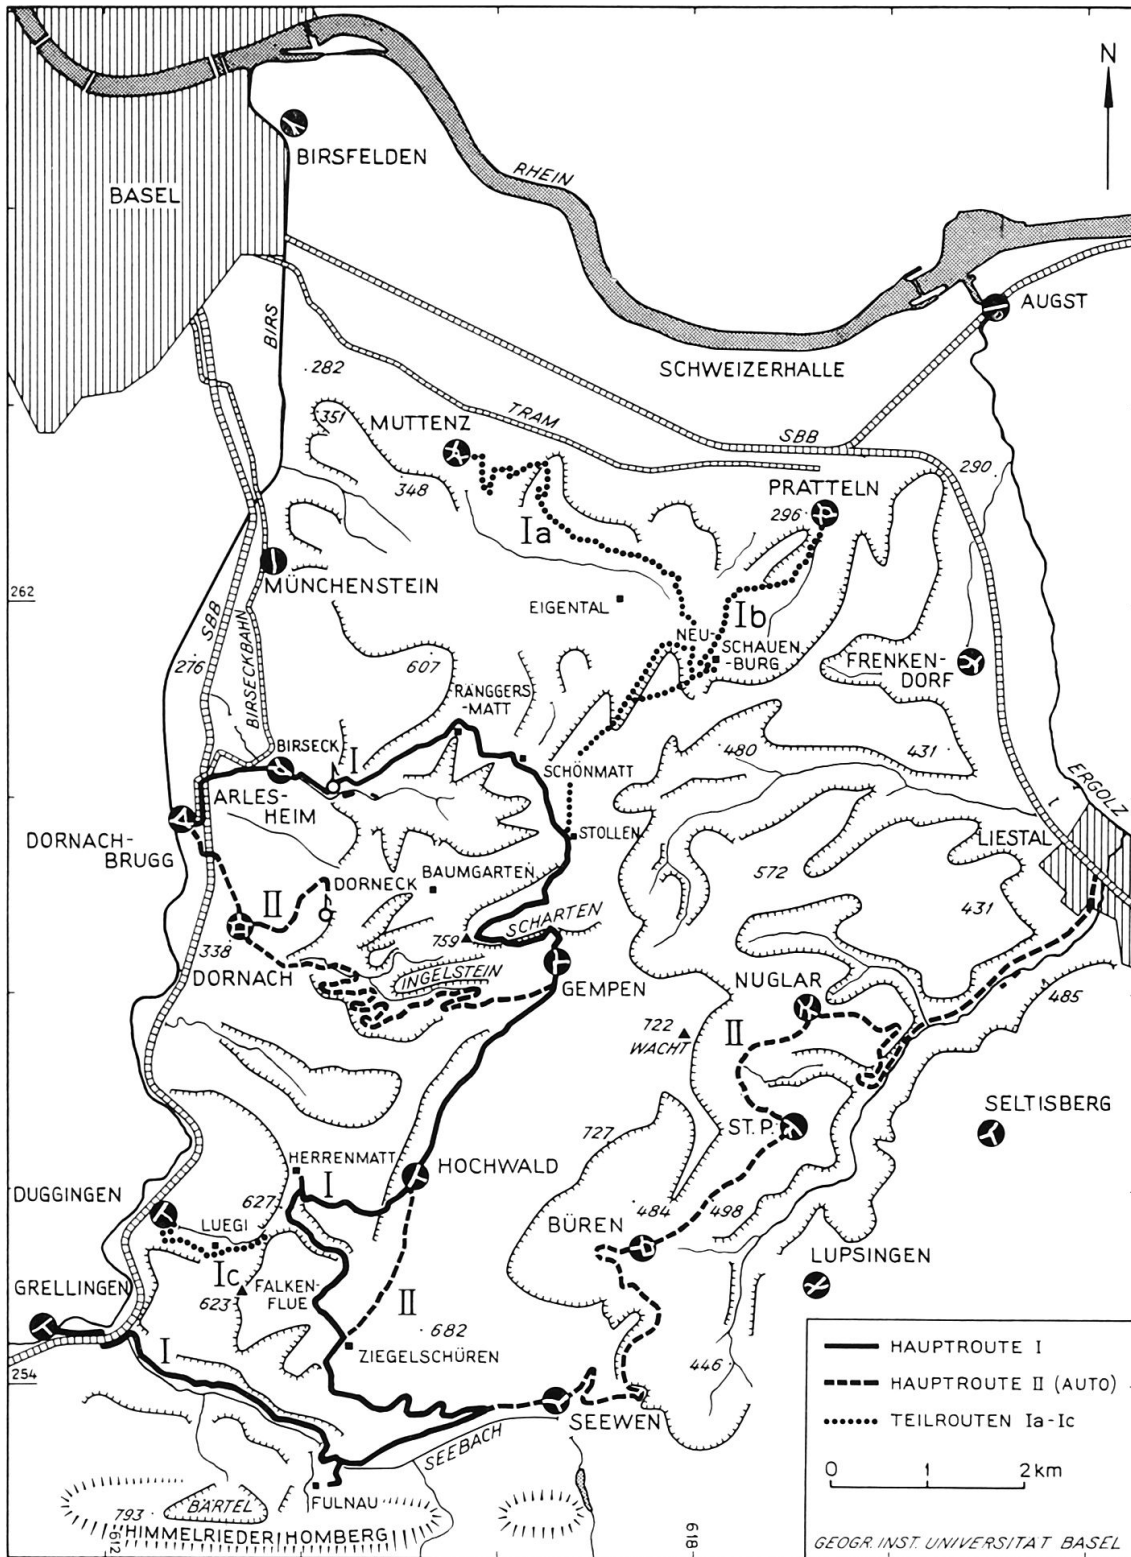 N
BIRSFELDEN
BASEL
RHEIN
AUGST
BIRS
SCHWEIZERHALLE
282
351
MUTTENZ
TRAM
SBB
348
290
PRATTELN
296
Ia
MÜNCHENSTEIN
262
SBB
EIGENTAL
Ib
NEU-
SCHAUEN
-BURG
276
BIRSECKBAHN
607
FRENKEN-
DORF
RÄNGGERS
-MATT
480
431
BIRSECK
I
SCHÖNMATT
ARLES-
HEIM
ERGOLZ
DORNACH-
BRUGG
STOLLEN
LIESTAL
II
DORNECK
BAUMGARTEN
572
431
SCHARTEN
759
338
DORNACH
INGELSTEIN
GEMPEN
NUGLAR
485
722
WACHT
II
SELTISBERG
ST. P.
727
HERRENMATT
I
HOCHWALD
DUGGINGEN
627
LUEGI
484
498
BÜREN
LUPSINGEN
Ic
GRELLINGEN
FALKEN-
FLUE
623
II
682
I
ZIEGELSCHÜREN
446
254
SEEWEN
SEEBACH
FULNAU
793
BÄRTEL
HIMMELRIED
HOMBERG
612
618
HAUPTROUTE I
HAUPTROUTE II (AUTO)
TEILROUTEN Ia-Ic
0 1 2 km
GEOGR. INST. UNIVERSITÄT BASEL